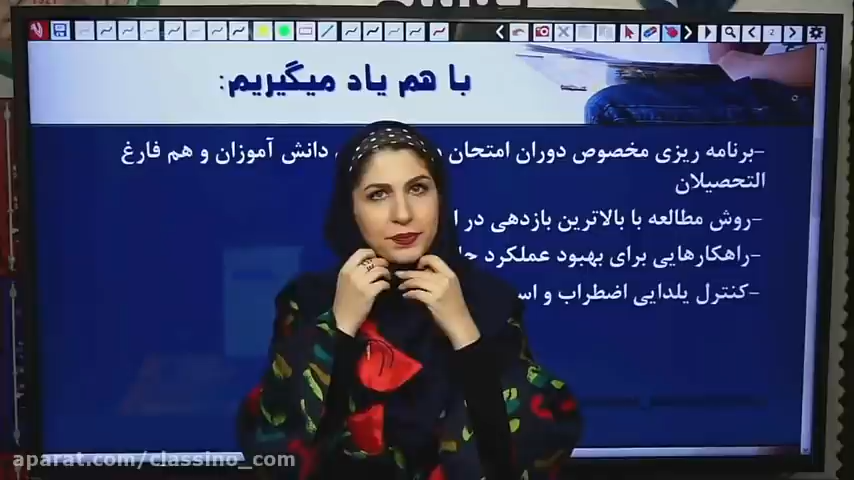 با هم یاد میگیریم:
-برنامه ریزی مخصوص دوران امتحان دانش آموزان و هم فارغ
التحصیلان
-روش مطالعه با بالاترین بازدهی در
-راهکارهایی برای بهبود عملکرد
-کنترل یلدایی اضطراب و
2
aparat.com/classino_com